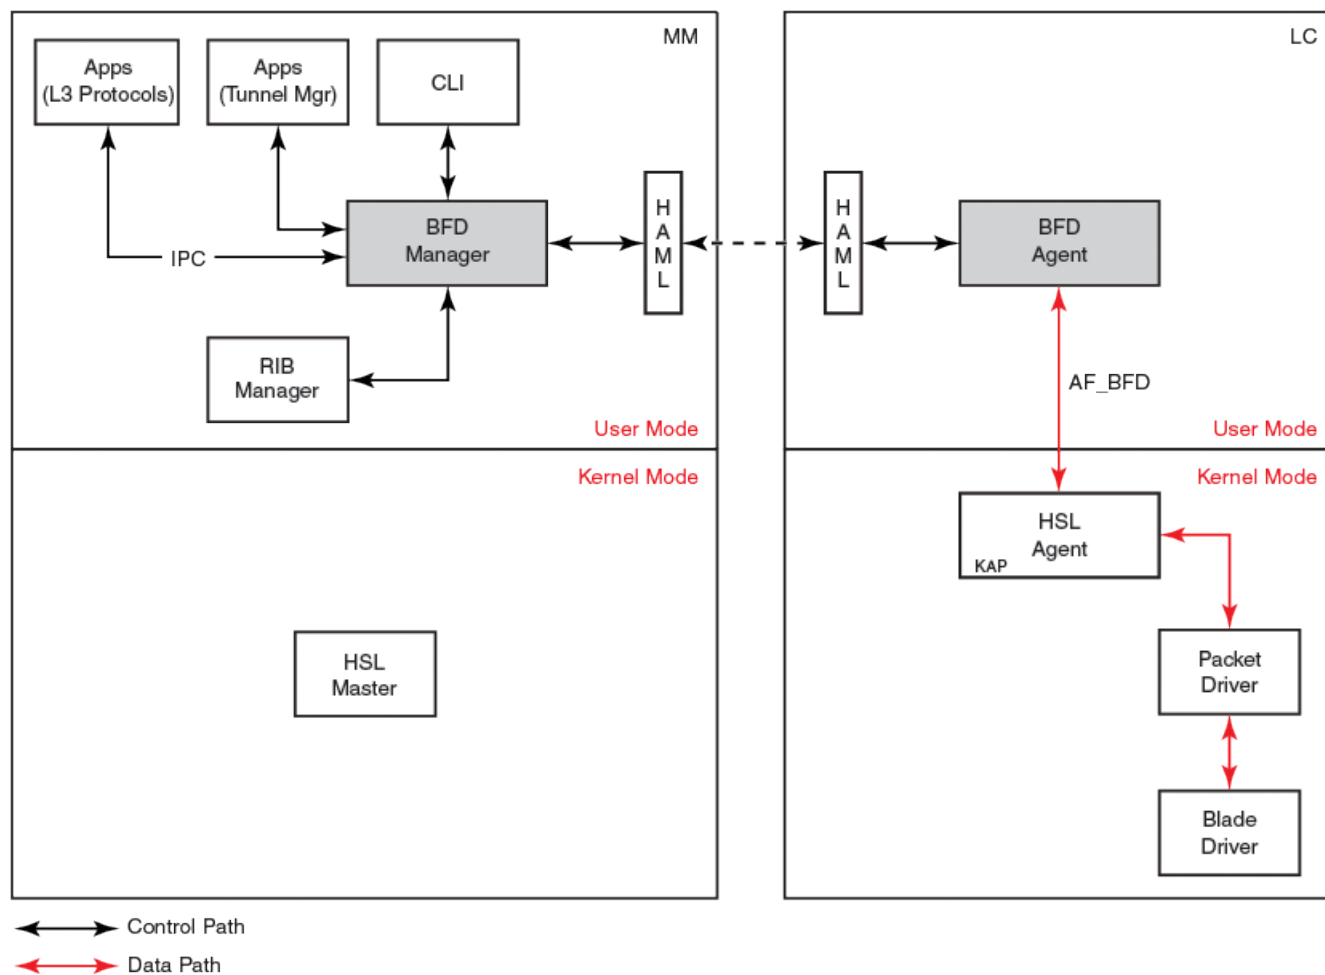 MM
Apps
(L3 Protocols)
Apps
(Tunnel Mgr)
CLI
BFD
Manager
IPC
H
A
M
L
RIB
Manager
User Mode
Kernel Mode
HSL
Master
LC
H
A
M
L
BFD
Agent
AF_BFD
User Mode
Kernel Mode
HSL
Agent
KAP
Packet
Driver
Blade
Driver
Control Path
Data Path